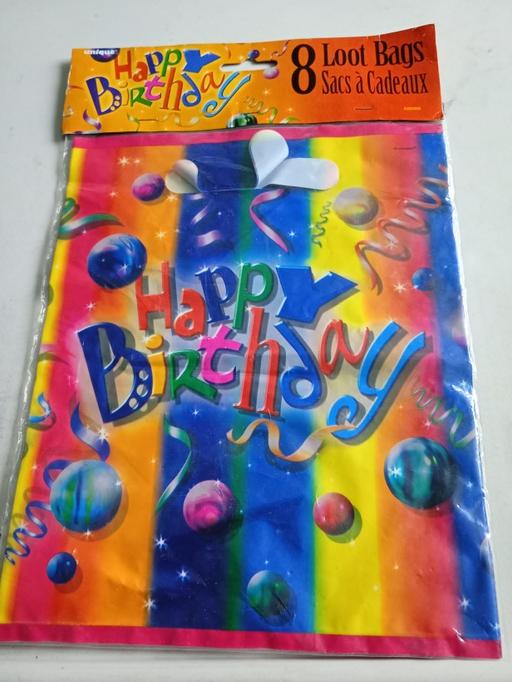 unique®
Happy
Birthday
8 Loot Bags
Sacs à Cadeaux
Happy
Birthday